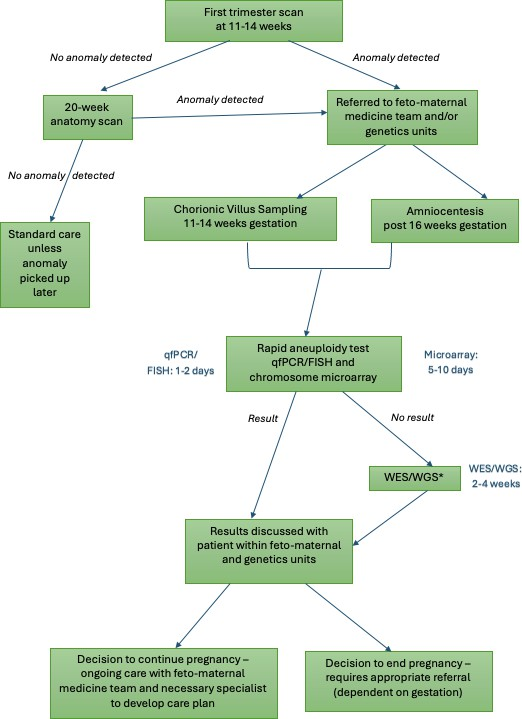 First trimester scan
at 11-14 weeks
No anomaly detected
Anomaly detected
20-week
anatomy scan
Anomaly detected
Referred to feto-maternal
medicine team and/or
genetics units
No anomaly detected
Standard care
unless
anomaly
picked up
later
Chorionic Villus Sampling
11-14 weeks gestation
Amniocentesis
post 16 weeks gestation
qfPCR/
FISH: 1-2 days
Rapid aneuploidy test
qfPCR/FISH and
chromosome microarray
Microarray:
5-10 days
Result
No result
WES/WGS*
WES/WGS:
2-4 weeks
Results discussed with
patient within feto-maternal
and genetics units
Decision to continue pregnancy –
ongoing care with feto-maternal
medicine team and necessary specialist
to develop care plan
Decision to end pregnancy –
requires appropriate referral
(dependent on gestation)